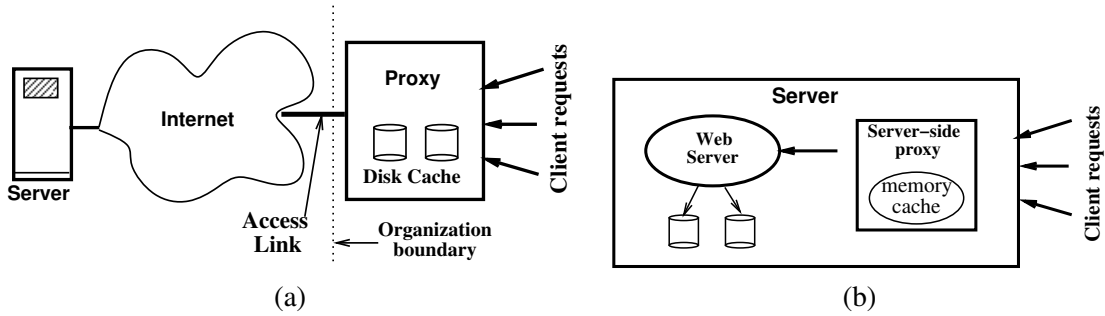 Server
Internet
Access
Link
Proxy
Disk Cache
Client requests
Organization
boundary
(a)
Server
Web
Server
Server-side
proxy
memory
cache
Client requests
(b)